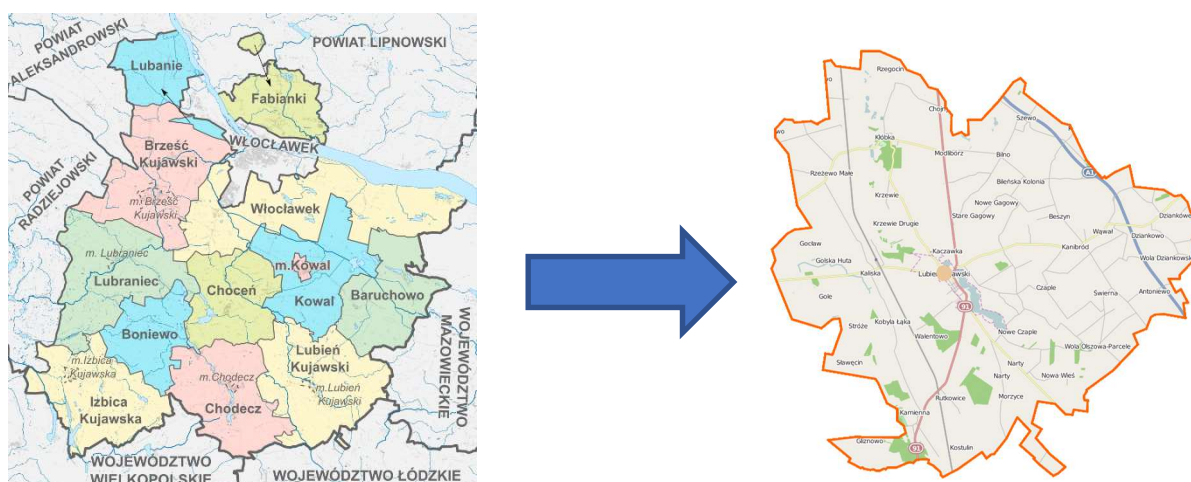 POWIAT
ALEKSANDROWSKI
POWIAT LIPNOWSKI
Lubanie
Fabianki
WŁOCŁAWEK
Brześć
Kujawski
m. Brześć
Kujawski
POWIAT
RADZIEJOWSKI
Włocławek
m. Lubraniec
Lubraniec
m.Kowal
Choceń
Kowal
Baruchowo
Boniewo
Lubień
Kujawski
m.Izbica
Kujawska
m.Chodecz
m.Lubień
Kujawski
Izbica
Kujawska
Chodecz
WOJEWÓDZTWO
MAZOWIECKIE
WOJEWÓDZTWO
WIELKOPOLSKIE
WOJEWÓDZTWO ŁÓDZKIE
Rzegocin
Szewo
Kłóbka
Modlibórz
Bilno
A1
Rzeżewo Małe
Bileńska Kolonia
Krzewie
Nowe Gagowy
Stare Gagowy
Beszyn
Krzewie Drugie
Wąwał
Dziankowo
Gocław
Kaczawka
Kanibród
Golska Huta
Kaliska
Wola Dziankowsk
Czaple
Świerna
Antoniewo
Gole
91
Stróże
Kobyla Łąka
Nowe Czaple
Walentowo
Wola Olszowa-Parcele
Sławęcin
Narty
Narty
Nowa Wieś
Rutkowice
Morzyce
Kamienna
Gliznowo
91
Kostulin